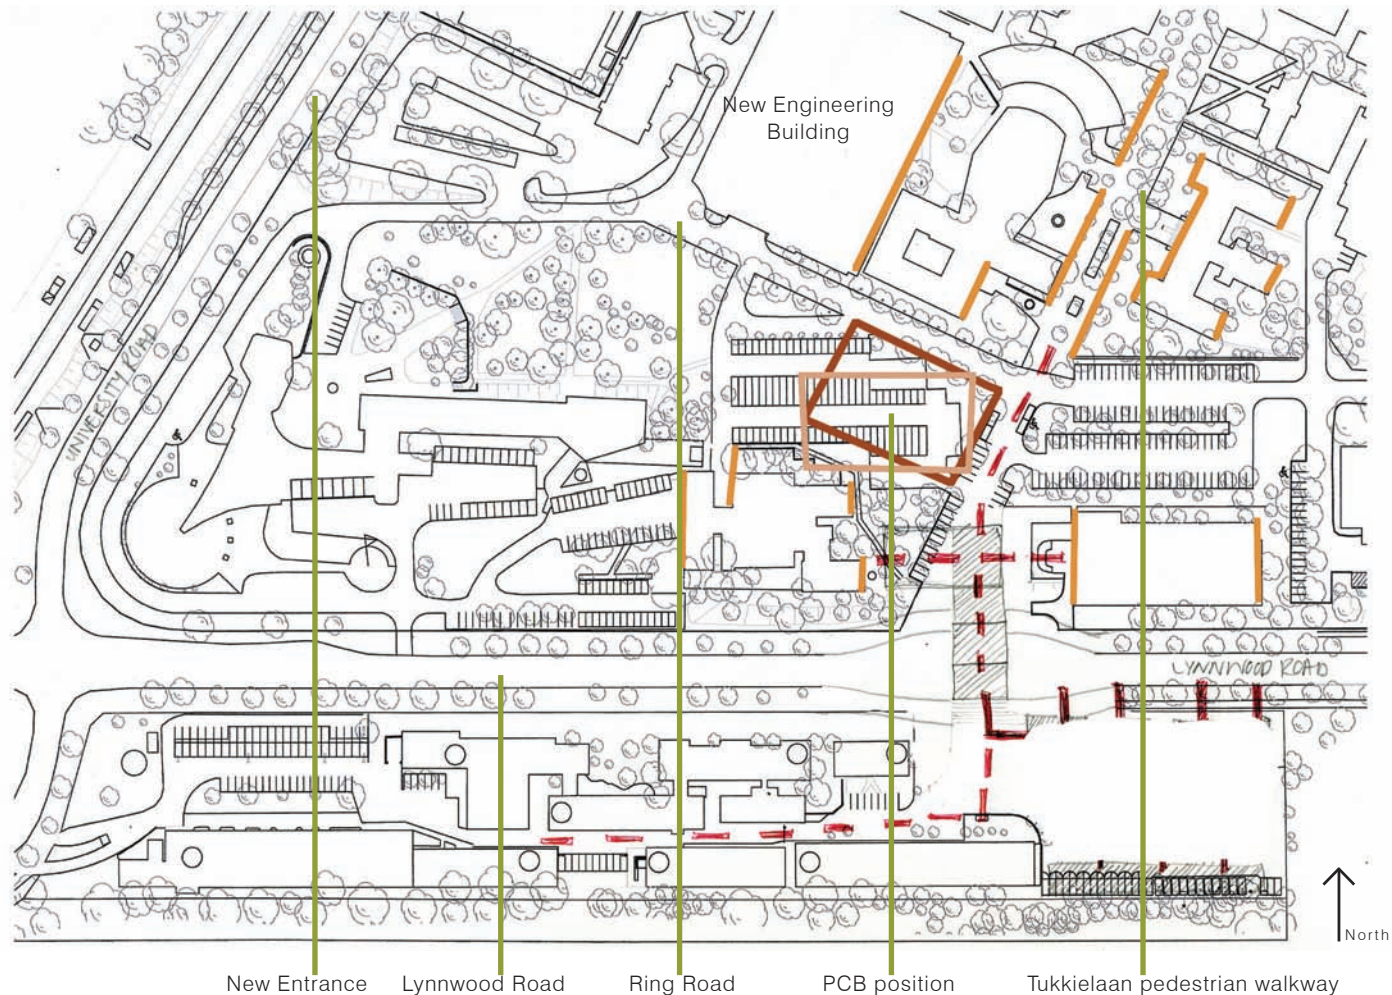 New Engineering
Building
UNIVERSITY ROAD
LYNNWOOD ROAD
North
New Entrance
Lynnwood Road
Ring Road
PCB position
Tukkielaan pedestrian walkway